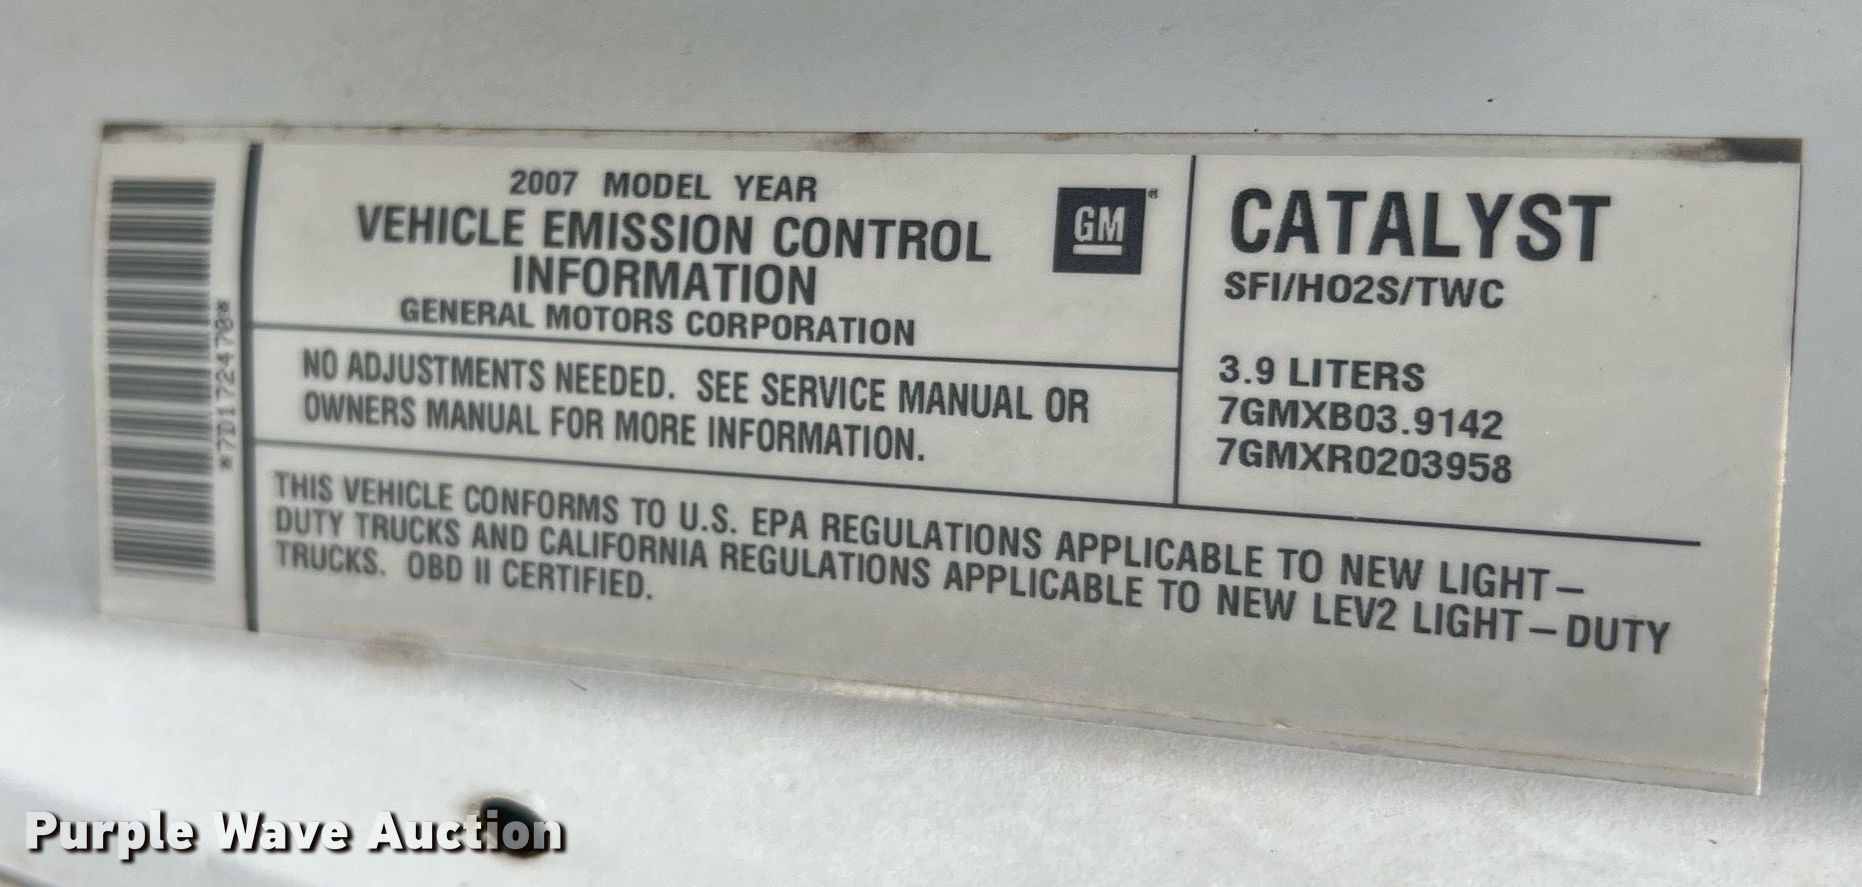 *7D172470*
2007 MODEL YEAR
VEHICLE EMISSION CONTROL
INFORMATION
GENERAL MOTORS CORPORATION
GM®
NO ADJUSTMENTS NEEDED. SEE SERVICE MANUAL OR
OWNERS MANUAL FOR MORE INFORMATION.
CATALYST
SFI/HO2S/TWC
3.9 LITERS
7GMXB03.9142
7GMXR0203958
THIS VEHICLE CONFORMS TO U.S. EPA REGULATIONS APPLICABLE TO NEW LIGHT–
DUTY TRUCKS AND CALIFORNIA REGULATIONS APPLICABLE TO NEW LEV2 LIGHT–DUTY
TRUCKS. OBD II CERTIFIED.
Purple Wave Auction